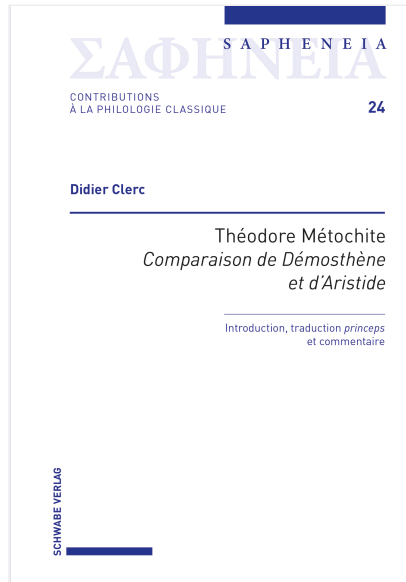 SAPHENEIA
ΣΑΦΗΝΕΙΑ
CONTRIBUTIONS
À LA PHILOLOGIE CLASSIQUE
24
Didier Clerc
Théodore Métochite
Comparaison de Démosthène
et d’Aristide
Introduction, traduction princeps
et commentaire
SCHWABE VERLAG